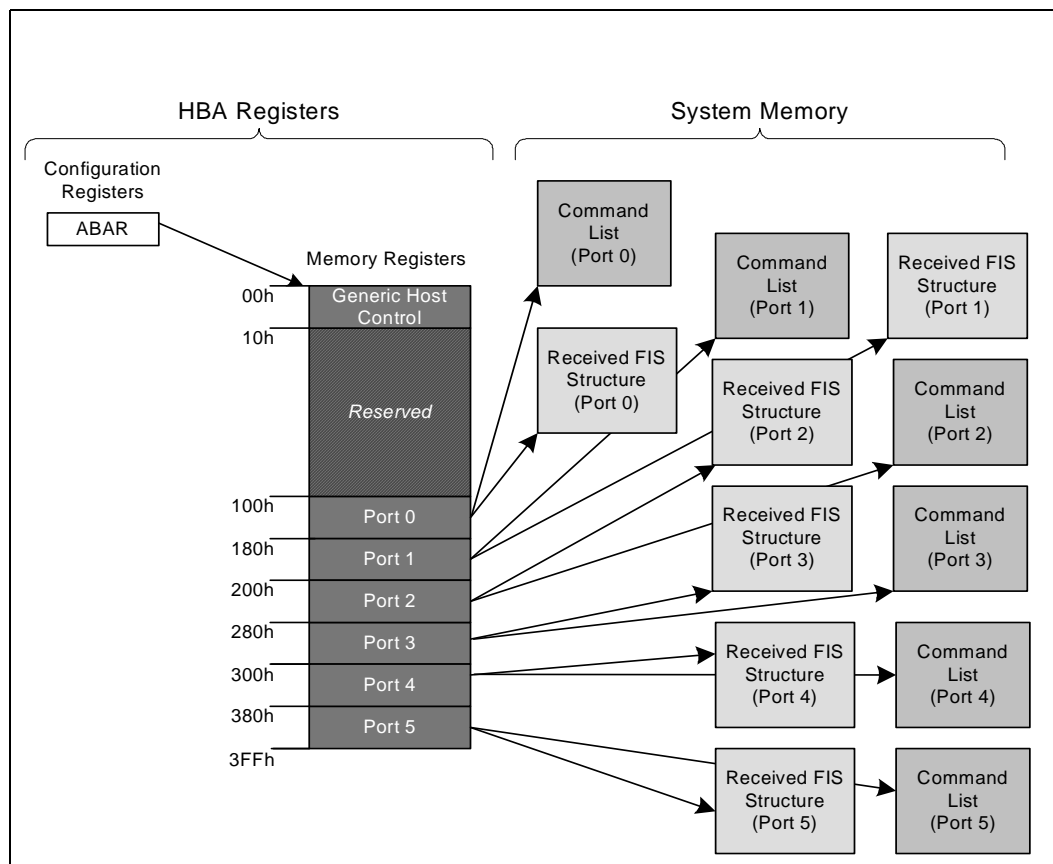 HBA Registers
System Memory
Configuration
Registers
ABAR
Memory Registers
00h
Generic Host
Control
10h
Reserved
100h
Port 0
180h
Port 1
200h
Port 2
280h
Port 3
300h
Port 4
380h
Port 5
3FFh
Command
List
(Port 0)
Command
List
(Port 1)
Received FIS
Structure
(Port 1)
Received FIS
Structure
(Port 0)
Received FIS
Structure
(Port 2)
Command
List
(Port 2)
Received FIS
Structure
(Port 3)
Command
List
(Port 3)
Received FIS
Structure
(Port 4)
Command
List
(Port 4)
Received FIS
Structure
(Port 5)
Command
List
(Port 5)